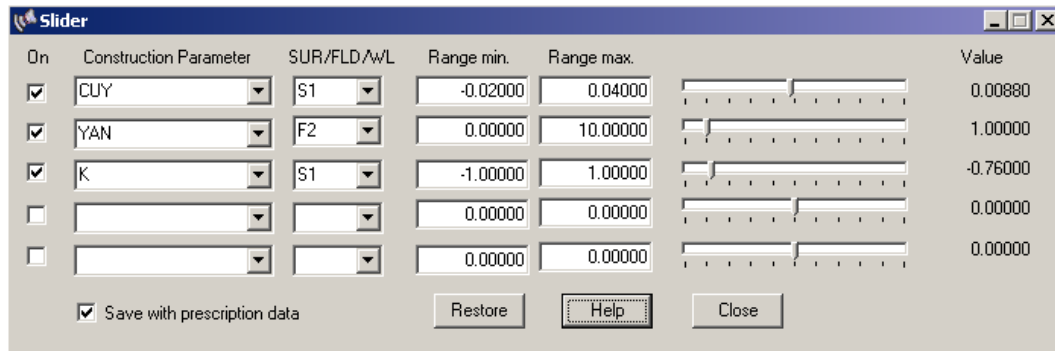 Slider
On Construction Parameter SUR/FLD/WL Range min. Range max. Value
CUY S1 -0.02000 0.04000 0.00880
YAN F2 0.00000 10.00000 1.00000
K S1 -1.00000 1.00000 -0.76000
0.00000 0.00000 0.00000
0.00000 0.00000 0.00000
Save with prescription data Restore Help Close